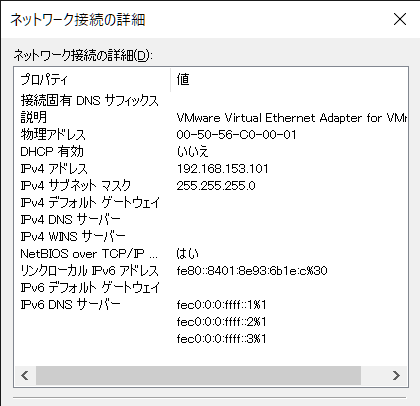 ネットワーク接続の詳細
ネットワーク接続の詳細(D):
プロパティ 値
接続固有 DNS サフィックス
説明 VMware Virtual Ethernet Adapter for VMr
物理アドレス 00-50-56-C0-00-01
DHCP 有効 いいえ
IPv4 アドレス 192.168.153.101
IPv4 サブネット マスク 255.255.255.0
IPv4 デフォルト ゲートウェイ
IPv4 DNS サーバー
IPv4 WINS サーバー
NetBIOS over TCP/IP ... はい
リンクローカル IPv6 アドレス fe80::8401:8e93:6b1e:c%30
IPv6 デフォルト ゲートウェイ
IPv6 DNS サーバー fec0:0:0:ffff::1%1
fec0:0:0:ffff::2%1
fec0:0:0:ffff::3%1